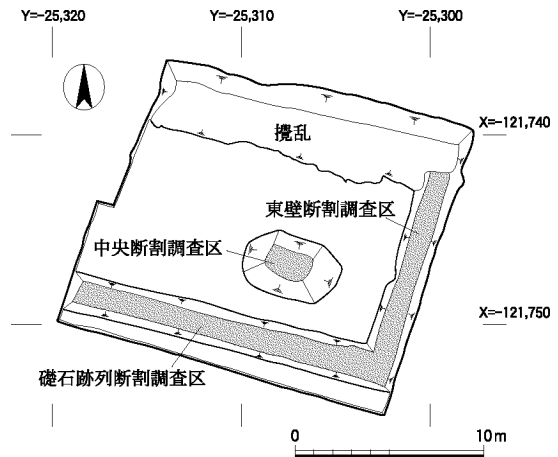 Y=-25,320
Y=-25,310
Y=-25,300
X=-121,740
攪乱
東壁断割調査区
中央断割調査区
X=-121,750
礎石跡列断割調査区
0
10m